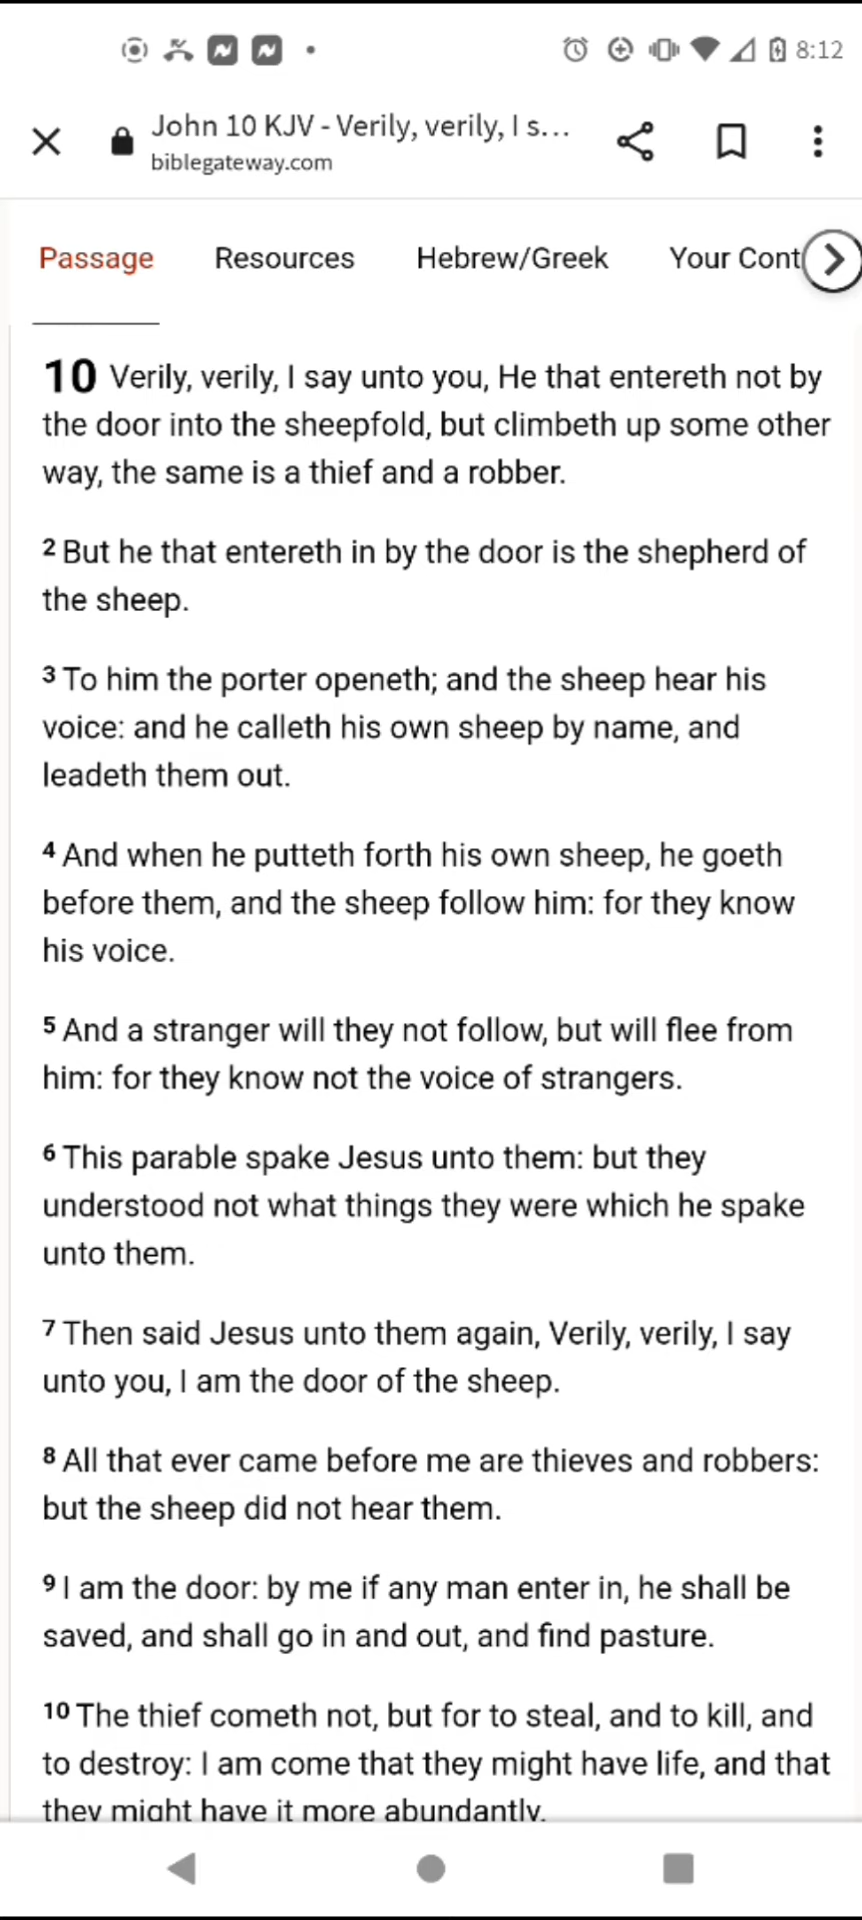 8:12
John 10 KJV - Verily, verily, I s...
biblegateway.com
Passage Resources Hebrew/Greek Your Cont
10 Verily, verily, I say unto you, He that entereth not by
the door into the sheepfold, but climbeth up some other
way, the same is a thief and a robber.
2 But he that entereth in by the door is the shepherd of
the sheep.
3 To him the porter openeth; and the sheep hear his
voice: and he calleth his own sheep by name, and
leadeth them out.
4 And when he putteth forth his own sheep, he goeth
before them, and the sheep follow him: for they know
his voice.
5 And a stranger will they not follow, but will flee from
him: for they know not the voice of strangers.
6 This parable spake Jesus unto them: but they
understood not what things they were which he spake
unto them.
7 Then said Jesus unto them again, Verily, verily, I say
unto you, I am the door of the sheep.
8 All that ever came before me are thieves and robbers:
but the sheep did not hear them.
9 I am the door: by me if any man enter in, he shall be
saved, and shall go in and out, and find pasture.
10 The thief cometh not, but for to steal, and to kill, and
to destroy: I am come that they might have life, and that
they might have it more abundantly.